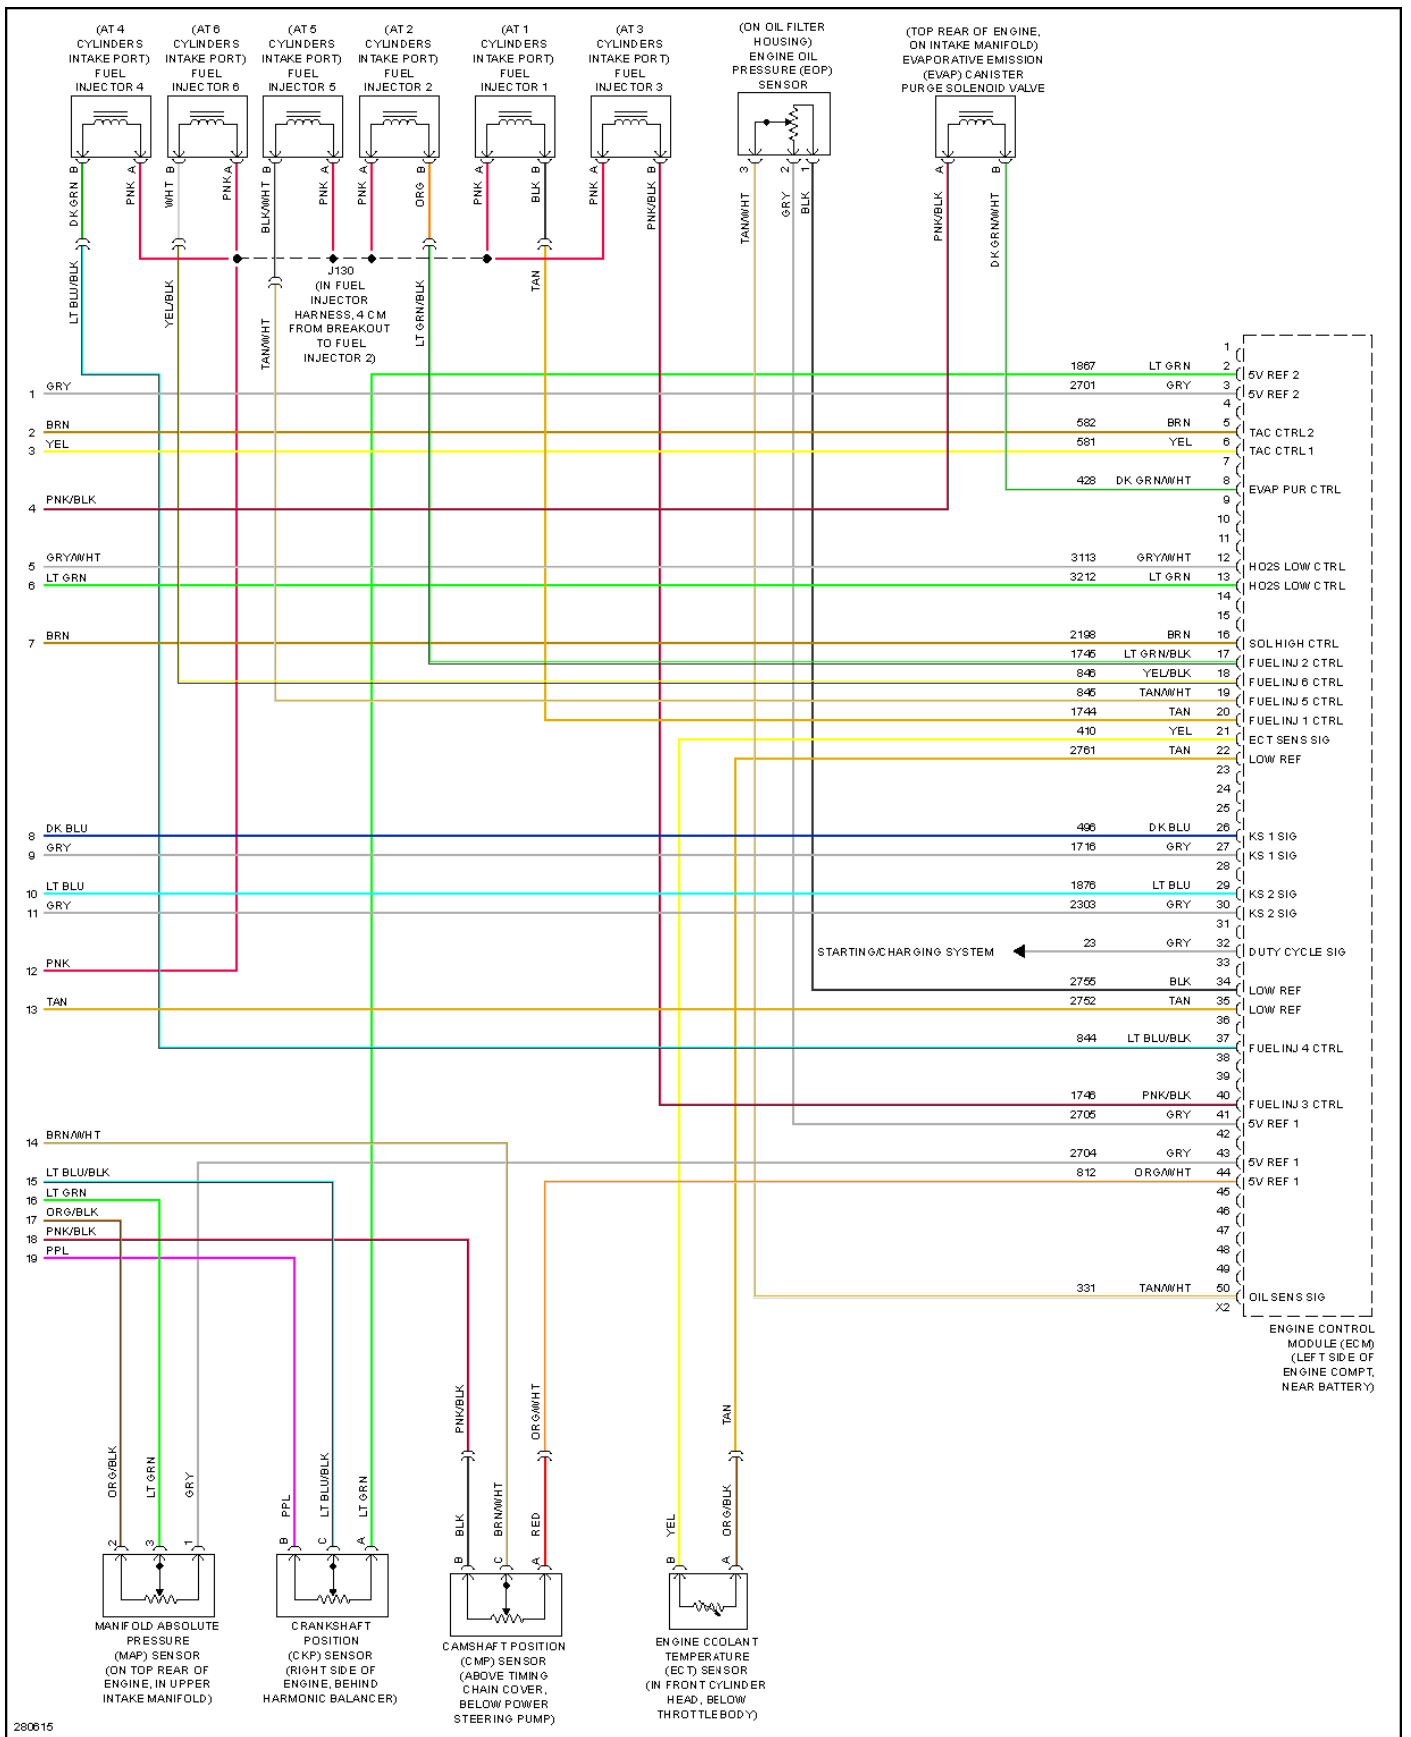 (AT 4
CYLINDERS
INTAKE PORT)
FUEL
INJECTOR 4
(AT 6
CYLINDERS
INTAKE PORT)
FUEL
INJECTOR 6
(AT 5
CYLINDERS
INTAKE PORT)
FUEL
INJECTOR 5
(AT 2
CYLINDERS
INTAKE PORT)
FUEL
INJECTOR 2
(AT 1
CYLINDERS
INTAKE PORT)
FUEL
INJECTOR 1
(AT 3
CYLINDERS
INTAKE PORT)
FUEL
INJECTOR 3
(ON OIL FILTER
HOUSING)
ENGINE OIL
PRESSURE (EOP)
SENSOR
(TOP REAR OF ENGINE,
ON INTAKE MANIFOLD)
EVAPORATIVE EMISSION
(EVAP) CANISTER
PURGE SOLENOID VALVE
DK GRN B
PNK A
WHT B
PNK A
BLK/WHT B
PNK A
PNK A
ORG B
PNK A
BLK B
PNK A
PNK/BLK B
TAN/WHT 3
GRY 2
BLK 1
PNK/BLK A
DK GRN/WHT B
LT BLU/BLK
YEL/BLK
TAN/WHT
LT GRN/BLK
TAN
J130
(IN FUEL
INJECTOR
HARNESS, 4 CM
FROM BREAKOUT
TO FUEL
INJECTOR 2)
1 GRY
2 BRN
3 YEL
4 PNK/BLK
5 GRY/WHT
6 LT GRN
7 BRN
8 DK BLU
9 GRY
10 LT BLU
11 GRY
12 PNK
13 TAN
14 BRN/WHT
15 LT BLU/BLK
16 LT GRN
17 ORG/BLK
18 PNK/BLK
19 PPL
1
1867 LT GRN 2 5V REF 2
2701 GRY 3 5V REF 2
4
582 BRN 5 TAC CTRL 2
581 YEL 6 TAC CTRL 1
7
428 DK GRN/WHT 8 EVAP PUR CTRL
9
10
11
3113 GRY/WHT 12 HO2S LOW CTRL
3212 LT GRN 13 HO2S LOW CTRL
14
15
2198 BRN 16 SOL HIGH CTRL
1745 LT GRN/BLK 17 FUEL INJ 2 CTRL
846 YEL/BLK 18 FUEL INJ 6 CTRL
845 TAN/WHT 19 FUEL INJ 5 CTRL
1744 TAN 20 FUEL INJ 1 CTRL
410 YEL 21 ECT SENS SIG
2761 TAN 22 LOW REF
23
24
25
496 DK BLU 26 KS 1 SIG
1716 GRY 27 KS 1 SIG
28
1876 LT BLU 29 KS 2 SIG
2303 GRY 30 KS 2 SIG
31
STARTING/CHARGING SYSTEM 23 GRY 32 DUTY CYCLE SIG
33
2755 BLK 34 LOW REF
2752 TAN 35 LOW REF
36
844 LT BLU/BLK 37 FUEL INJ 4 CTRL
38
39
1746 PNK/BLK 40 FUEL INJ 3 CTRL
2705 GRY 41 5V REF 1
42
2704 GRY 43 5V REF 1
812 ORG/WHT 44 5V REF 1
45
46
47
48
49
331 TAN/WHT 50 OIL SENS SIG
X2
ENGINE CONTROL
MODULE (ECM)
(LEFT SIDE OF
ENGINE COMPT,
NEAR BATTERY)
PNK/BLK
ORG/WHT
TAN
ORG/BLK 2
LT GRN 3
GRY 1
PPL B
LT BLU/BLK C
LT GRN A
BLK B
BRN/WHT C
RED A
YEL B
ORG/BLK A
MANIFOLD ABSOLUTE
PRESSURE
(MAP) SENSOR
(ON TOP REAR OF
ENGINE, IN UPPER
INTAKE MANIFOLD)
CRANKSHAFT
POSITION
(CKP) SENSOR
(RIGHT SIDE OF
ENGINE, BEHIND
HARMONIC BALANCER)
CAMSHAFT POSITION
(CMP) SENSOR
(ABOVE TIMING
CHAIN COVER,
BELOW POWER
STEERING PUMP)
ENGINE CCOLANT
TEMPERATURE
(ECT) SENSOR
(IN FRONT CYLINDER
HEAD, BELOW
THROTTLEBODY)
280615